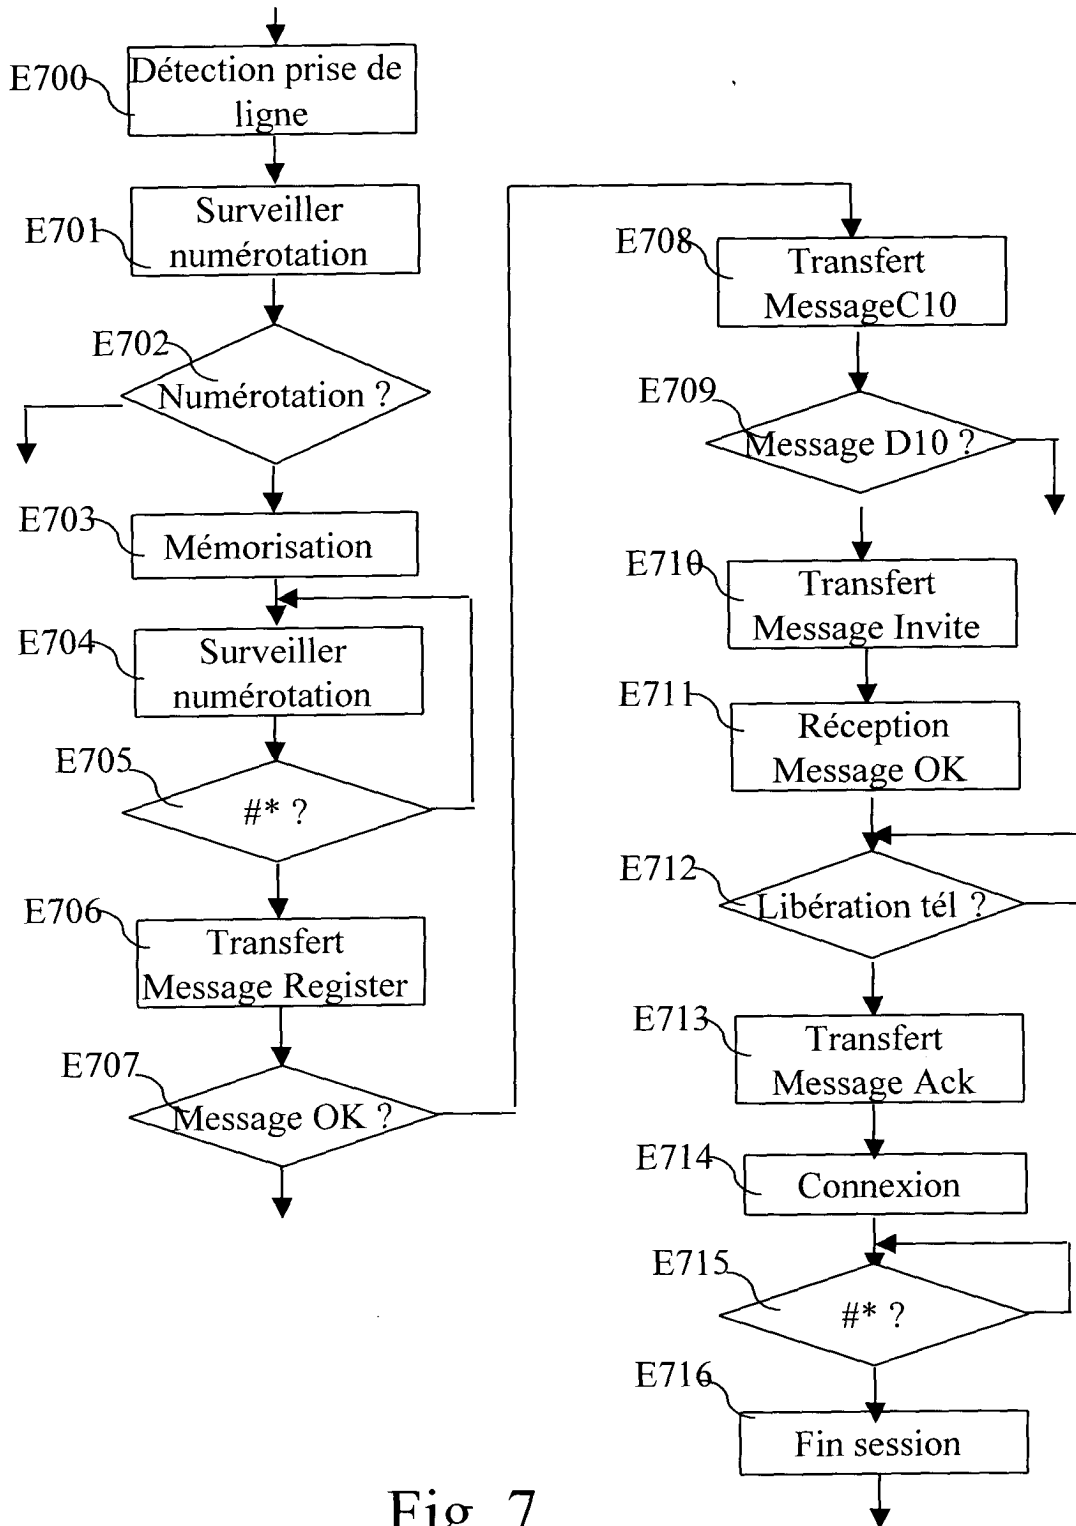 E700
Détection prise de
ligne
E701
Surveiller
numérotation
E702
Numérotation ?
E703
Mémorisation
E704
Surveiller
numérotation
E705
#* ?
E706
Transfert
Message Register
E707
Message OK ?
E708
Transfert
MessageC10
E709
Message D10 ?
E710
Transfert
Message Invite
E711
Réception
Message OK
E712
Libération tél ?
E713
Transfert
Message Ack
E714
Connexion
E715
#* ?
E716
Fin session
Fig. 7